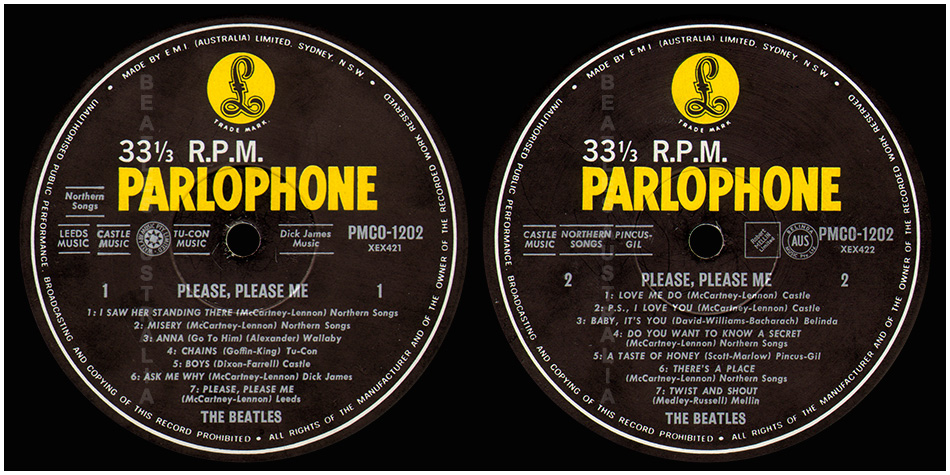 MADE BY E.M.I. (AUSTRALIA) LIMITED, SYDNEY, N.S.W. • UNAUTHORISED PUBLIC PERFORMANCE, BROADCASTING AND COPYING OF THIS RECORD PROHIBITED • ALL RIGHTS OF THE MANUFACTURER AND OF THE OWNER OF THE RECORDED WORK RESERVED •
£
TRADE MARK.
33⅓ R.P.M.
PARLOPHONE
Northern
Songs
LEEDS
MUSIC
CASTLE
MUSIC
TU-CON
MUSIC
Dick James
Music
PMCO-1202
XEX421
1 PLEASE, PLEASE ME 1
1: I SAW HER STANDING THERE (McCartney-Lennon) Northern Songs
2: MISERY (McCartney-Lennon) Northern Songs
3: ANNA (Go To Him) (Alexander) Wallaby
4: CHAINS (Goffin-King) Tu-Con
5: BOYS (Dixon-Farrell) Castle
6: ASK ME WHY (McCartney-Lennon) Dick James
7: PLEASE, PLEASE ME
(McCartney-Lennon) Leeds
THE BEATLES
MADE BY E.M.I. (AUSTRALIA) LIMITED, SYDNEY, N.S.W. • UNAUTHORISED PUBLIC PERFORMANCE, BROADCASTING AND COPYING OF THIS RECORD PROHIBITED • ALL RIGHTS OF THE MANUFACTURER AND OF THE OWNER OF THE RECORDED WORK RESERVED •
£
TRADE MARK.
33⅓ R.P.M.
PARLOPHONE
CASTLE
MUSIC
NORTHERN
SONGS
PINCUS-
GIL
BELINDA
AUS
PMCO-1202
XEX422
2 PLEASE, PLEASE ME 2
1: LOVE ME DO (McCartney-Lennon) Castle
2: P.S., I LOVE YOU (McCartney-Lennon) Castle
3: BABY, IT'S YOU (David-Williams-Bacharach) Belinda
4: DO YOU WANT TO KNOW A SECRET
(McCartney-Lennon) Northern Songs
5: A TASTE OF HONEY (Scott-Marlow) Pincus-Gil
6: THERE'S A PLACE
(McCartney-Lennon) Northern Songs
7: TWIST AND SHOUT
(Medley-Russell) Mellin
THE BEATLES